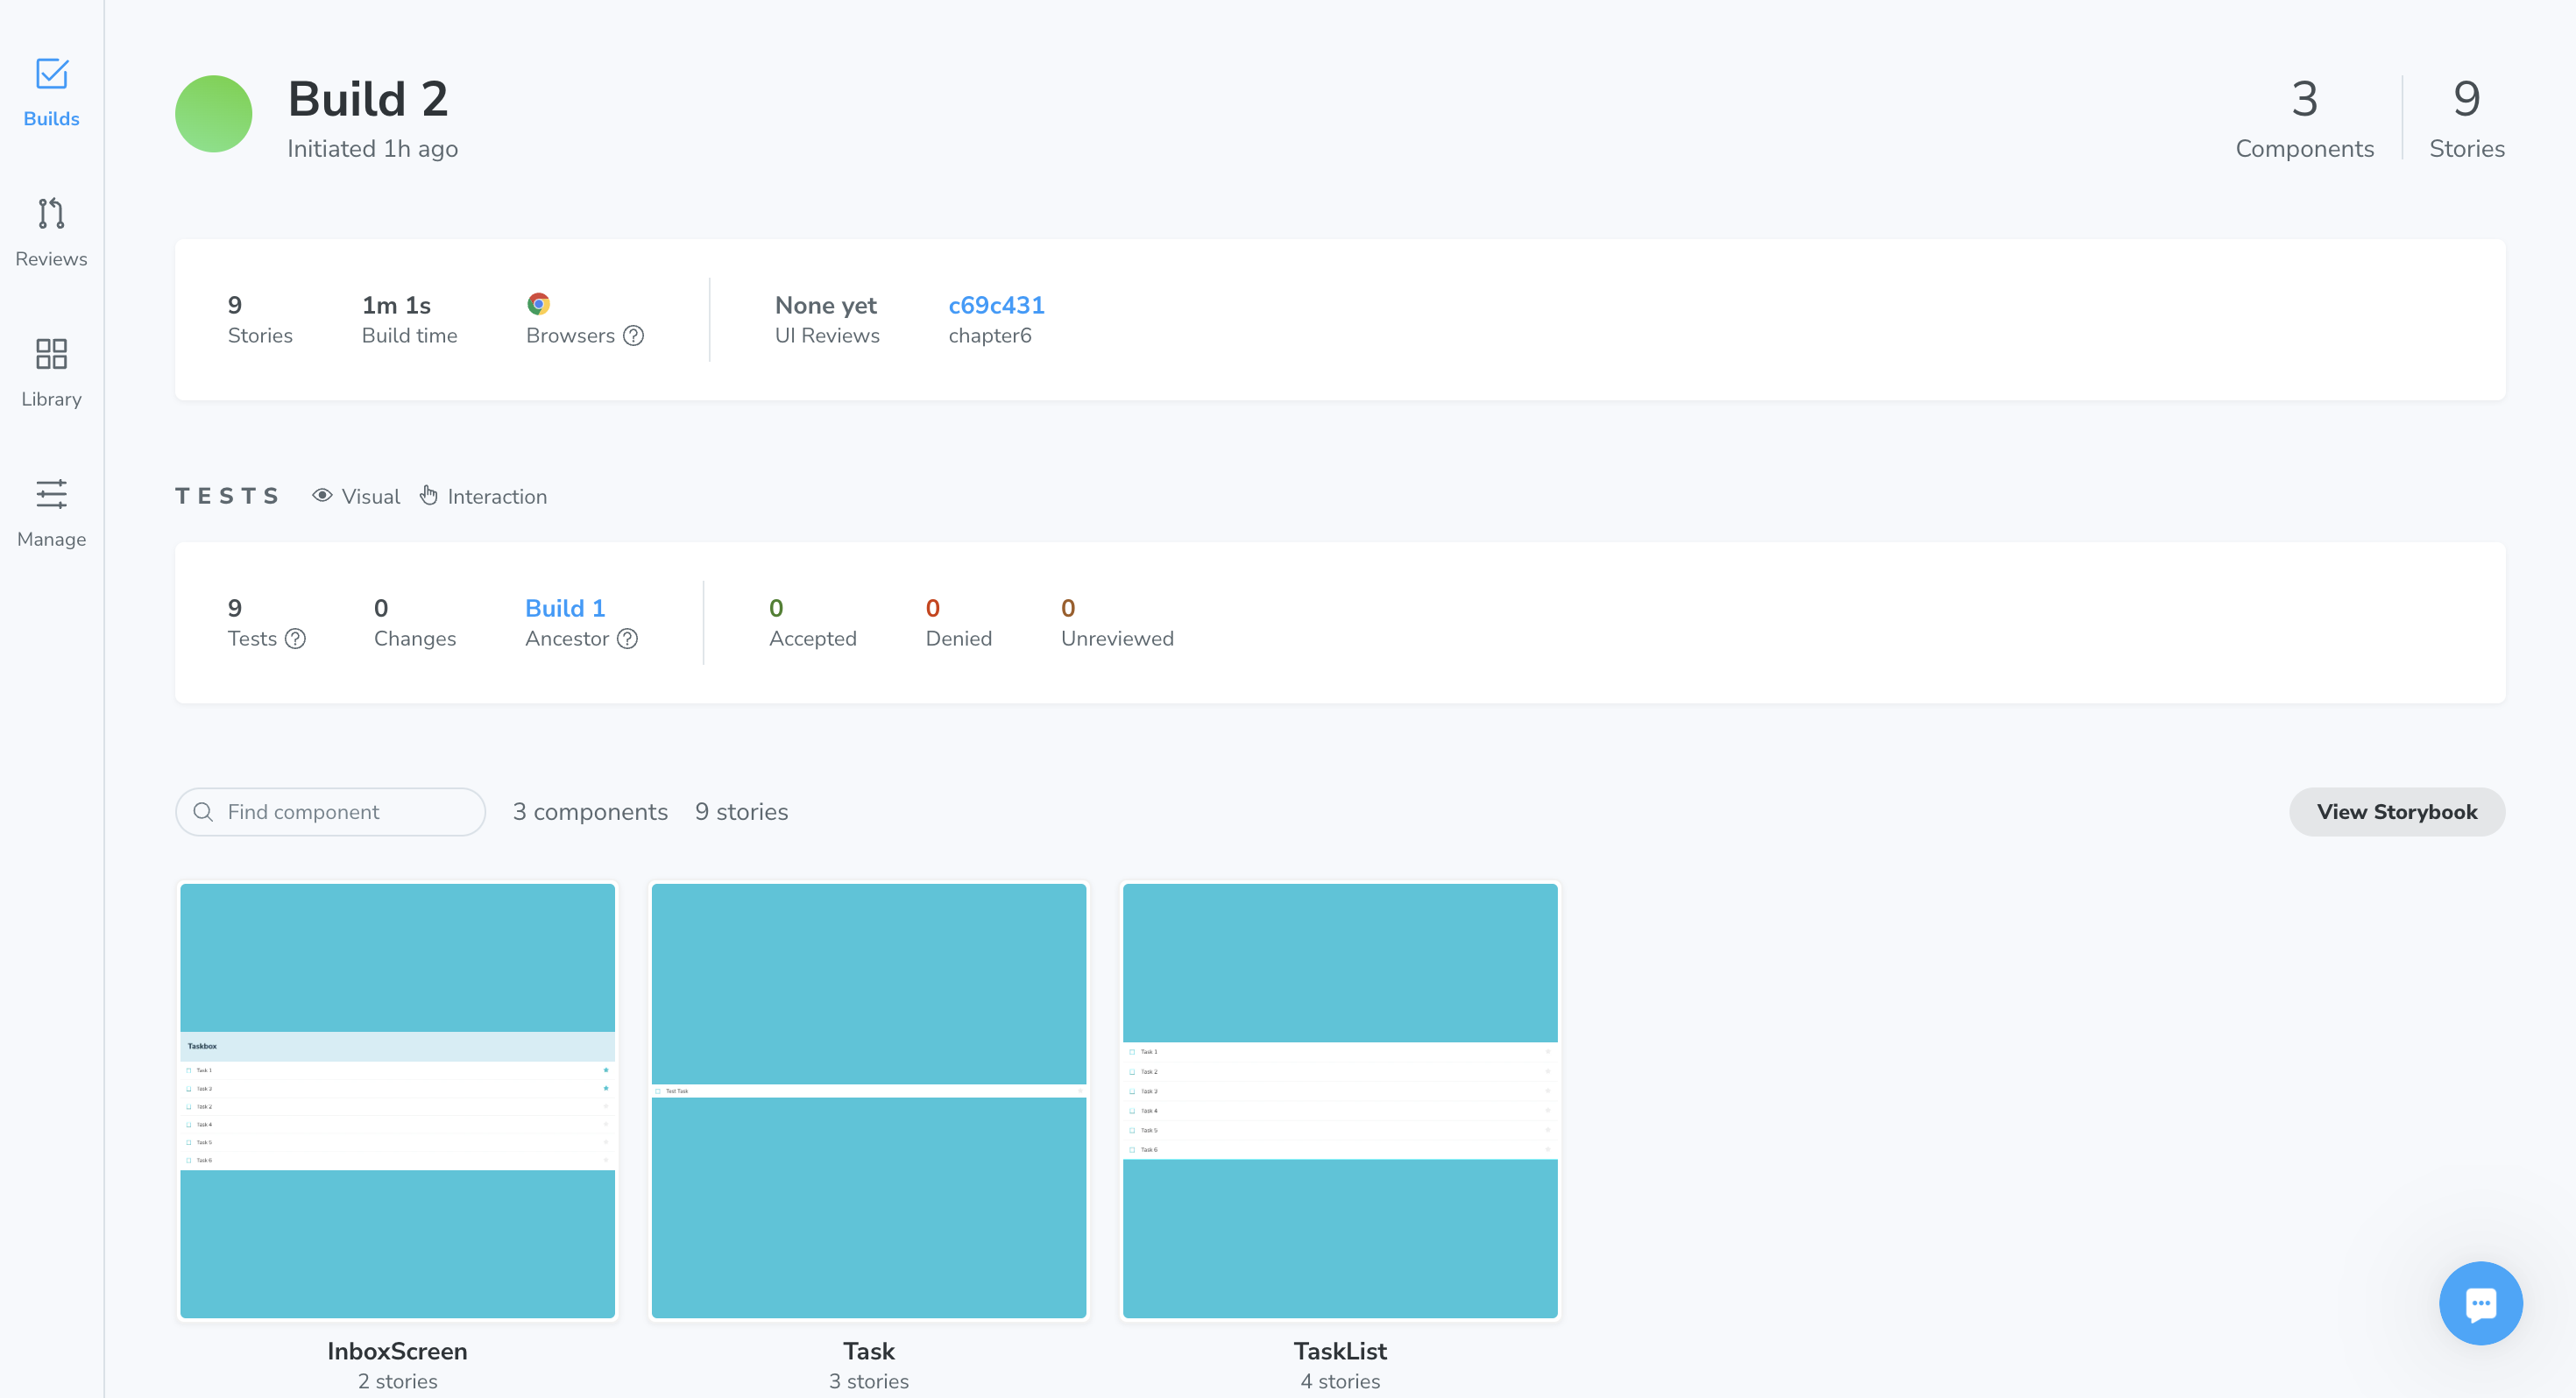 Builds
Reviews
Library
Manage
Build 2
Initiated 1h ago
3
Components
9
Stories
9
Stories
1m 1s
Build time
Browsers ?
None yet
UI Reviews
c69c431
chapter6
TESTS Visual Interaction
9
Tests ?
0
Changes
Build 1
Ancestor ?
0
Accepted
0
Denied
0
Unreviewed
Find component 3 components 9 stories View Storybook
Taskbox
Task 1
Task 3
Task 2
Task 4
Task 5
Task 6
InboxScreen
2 stories
Test Task
Task
3 stories
Task 1
Task 2
Task 3
Task 4
Task 5
Task 6
TaskList
4 stories